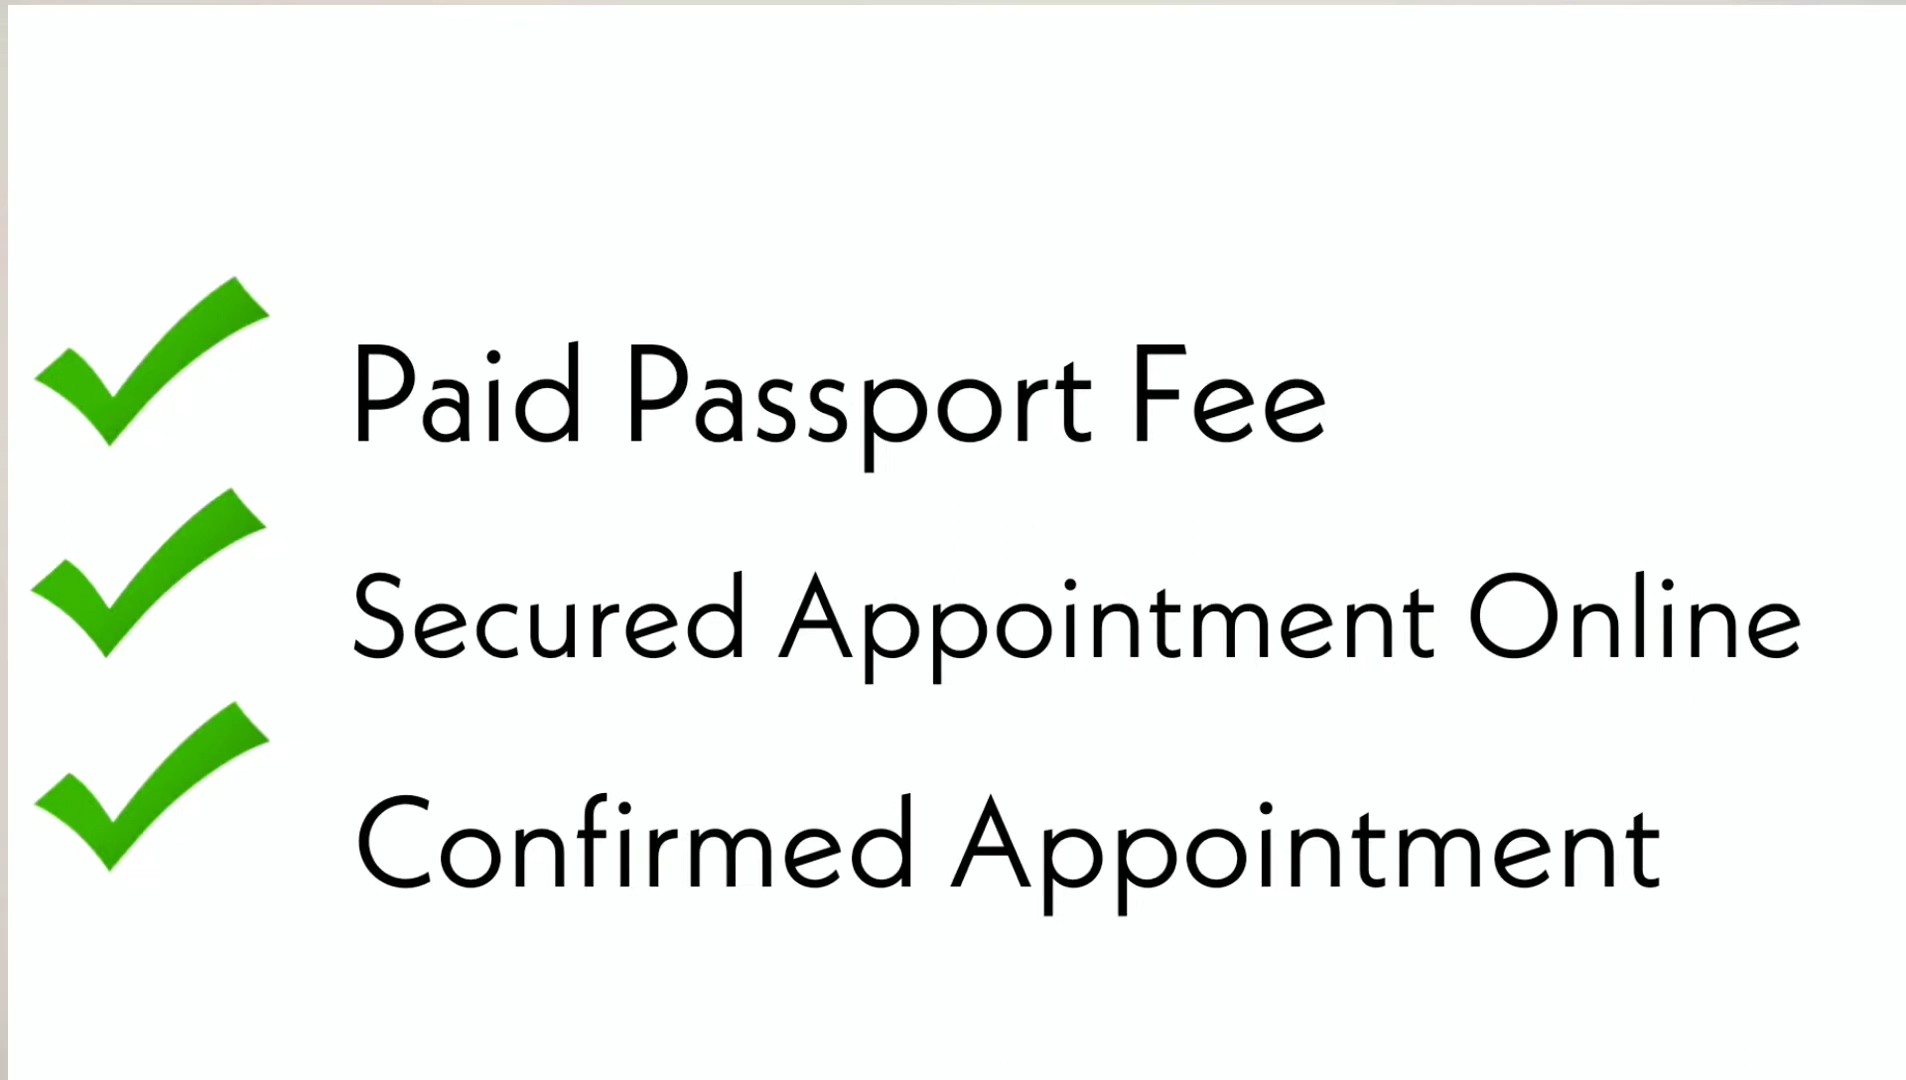 Paid Passport Fee
Secured Appointment Online
Confirmed Appointment